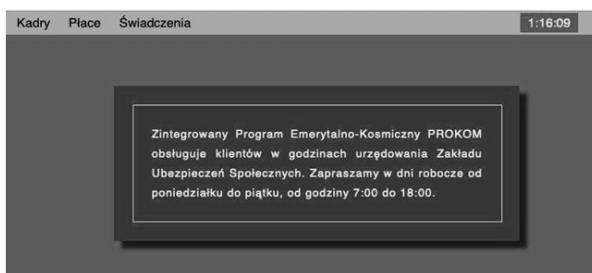 Kadry Płace Świadczenia 1:16:09
Zintegrowany Program Emerytalno-Kosmiczny PROKOM
obsługuje klientów w godzinach urzędowania Zakładu
Ubezpieczeń Społecznych. Zapraszamy w dni robocze od
poniedziałku do piątku, od godziny 7:00 do 18:00.